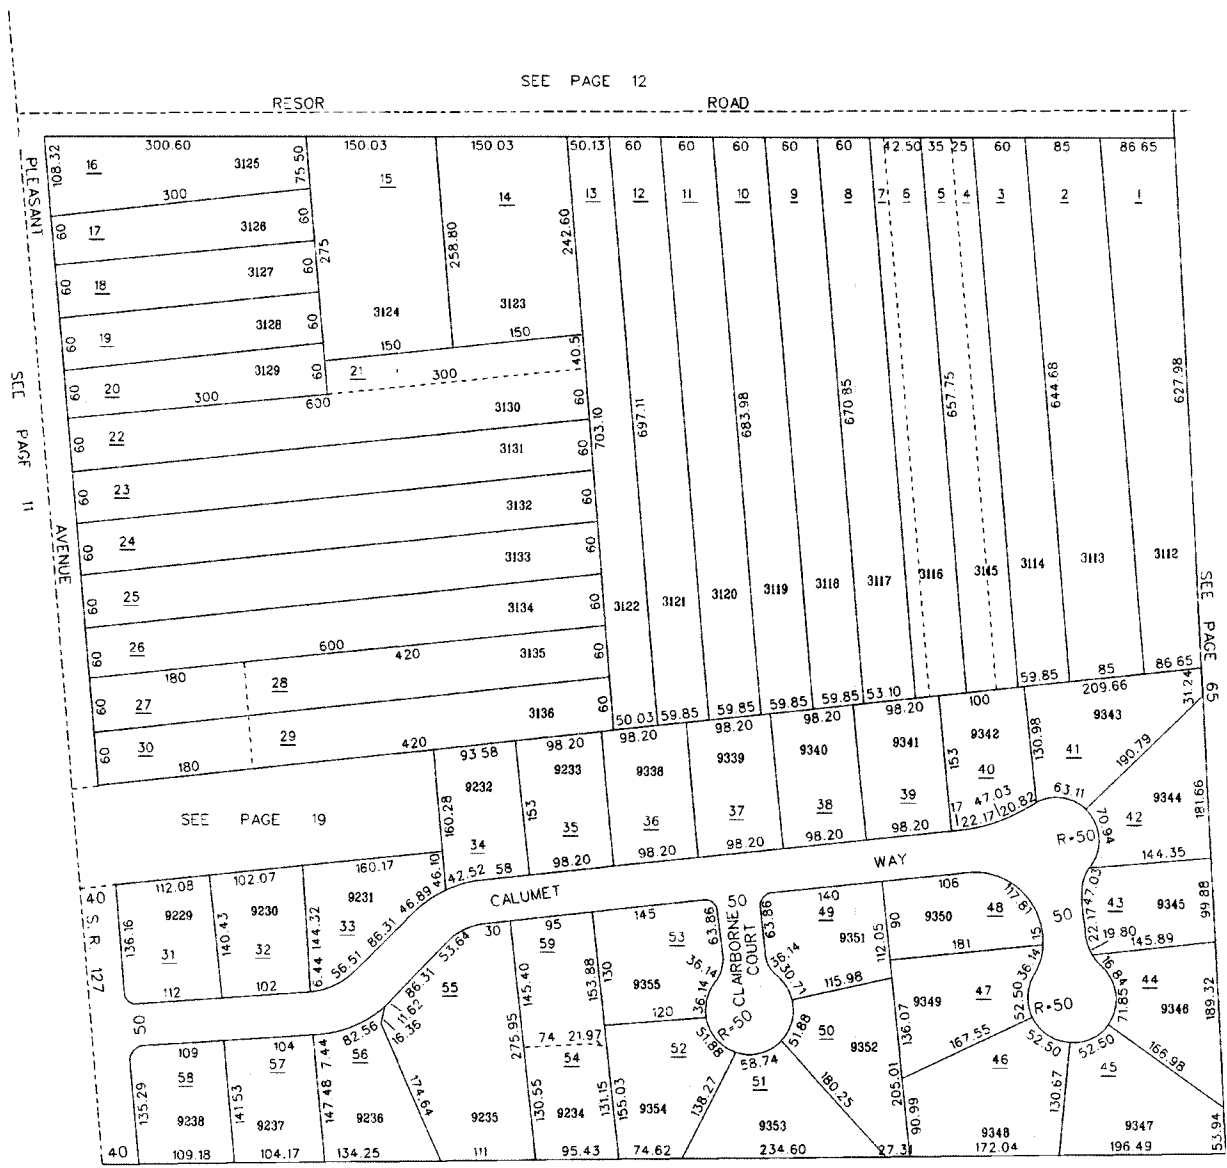 SEE PAGE 12
RESOR ROAD
300.60 150.03 150.03 50.13 60 60 60 60 60 42.50 35 25 60 85 86 65
108.32 16 3125 75.50 15 14 13 12 11 10 9 8 7 6 5 4 3 2 1
PLEASANT
300
60 17 3126 60
275 258.80 242.60
60 18 3127 60
3124 3123
60 19 3128 60
150 150
60 20 3129 60 21 300 140.5
300 600
SEE PAGE 11
703.10 697.11 683.98 670.85 657.75 644.68 627.98
60 22 3130 60
3131 60
60 23 3132 60
60 24 3133 60
AVENUE
60 25 3134 60
3122 3121 3120 3119 3118 3117 3116 3115 3114 3113 3112
60 26 600 420 3135 60
180 28
60 27 3136 60
60 30 29 420
180
SEE PAGE 65
50 03 59.85 59.85 59.85 59.85 53.10 59.85 85 86 65
93 58 98 20 98.20 98.20 98.20 98.20 100 209.66 31.24
9232 9233 9338 9339 9340 9341 9342 9343
160.28 153 153 130.98 190.79
34 35 36 37 38 39 40 41
SEE PAGE 19
42.52 58 98.20 98.20 98.20 98.20 98.20 17 22.17 47.03 20.82 63.11
R=50 70.94 9344 42 181.66
144.35
CALUMET WAY
40 S. R. 127
112.08 102.07 160.17 46.10
136.16 9229 31 140.43 9230 32 144.32 9231 33
112 102 6.44 56.51 86.31 46.89
50
30 95 145 50 140 106 117.81 50 47.03 22.17
53.64 86.31 11.62 16.36 82.56
55 59 53 49 48 43
145.40 153.88 130 63.86 63.86 9351 112.05 90 9350 9345 99.88
CLAIRBORNE COURT
36.14 36.14 36.14 30.71 115.98 181 36.14 15 19.80 145.89
9355 120 R=50 9349 47 52.50 R=50 16.84 71.85 44 9346 189.32
275.95 74 21.97 54 52 51.88 58.74 51.88 50 9352 136.07 167.55 52.50 52.50 166.98
109 104 7.44 56
135.29 58 9238 141.53 57 9237 147.48 9236 174.64 9235 130.55 9234 131.15 155.03 9354 138.27 51 9353 180.25 205.01 90.99 46 9348 130.67 45 9347 53.94
40 109.18 104.17 134.25 111 95.43 74.62 234.60 27.31 172.04 196.49